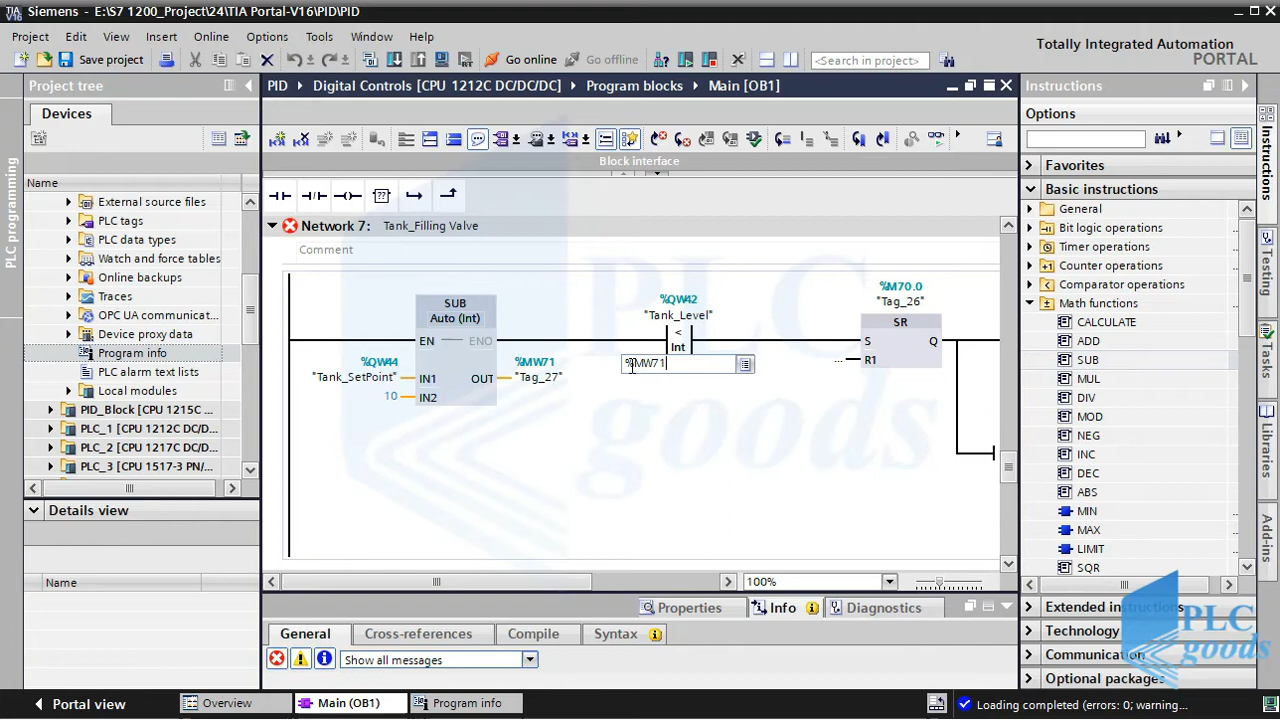 Siemens - E:\S7 1200_Project\24\TIA Portal-V16\PID\PID
Project Edit View Insert Online Options Tools Window Help
Totally Integrated Automation
PORTAL
Save project
Go online
Go offline
<Search in project>
Project tree
Devices
Name
External source files
PLC tags
PLC data types
Watch and force tables
Online backups
Traces
OPC UA communicat...
Device proxy data
Program info
PLC alarm text lists
Local modules
PID_Block [CPU 1215C DC/D...
PLC_1 [CPU 1212C DC/D...
PLC_2 [CPU 1217C DC/D...
PLC_3 [CPU 1517-3 PN/...
Details view
Name
PLC programming
PID Digital Controls [CPU 1212C DC/DC/DC] Program blocks Main [OB1]
Block interface
Network 7: Tank_Filling Valve
Comment
SUB
Auto (Int)
EN ENO
%QW44
"Tank_SetPoint"
IN1
10
IN2
OUT
%MW71
"Tag_27"
%QW42
"Tank_Level"
<
Int
%MW71
%M70.0
"Tag_26"
SR
S Q
... R1
PLC
goods
100%
Properties
Info
Diagnostics
General
Cross-references
Compile
Syntax
Show all messages
Instructions
Options
Favorites
Basic instructions
General
Bit logic operations
Timer operations
Counter operations
Comparator operations
Math functions
CALCULATE
ADD
SUB
MUL
DIV
MOD
NEG
INC
DEC
ABS
MIN
MAX
LIMIT
SQR
Extended instructions
Technology
Communication
Optional packages
PLC
goods
Instructions
Testing
Tasks
Libraries
Add-ins
Portal view
Overview
Main (OB1)
Program info
Loading completed (errors: 0; warning...